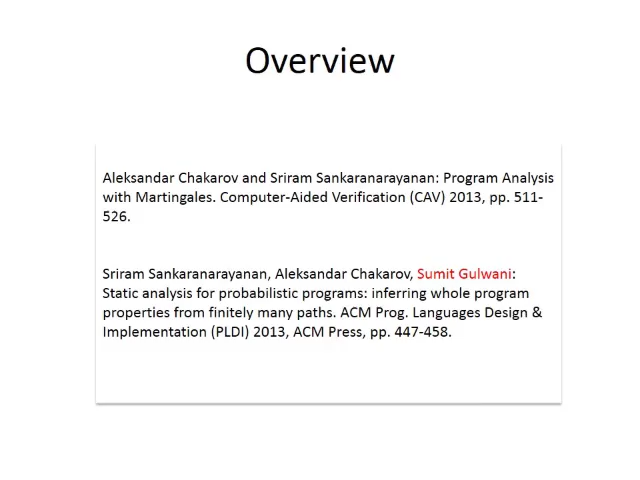 Overview
Aleksandar Chakarov and Sriram Sankaranarayanan: Program Analysis
with Martingales. Computer-Aided Verification (CAV) 2013, pp. 511-
526.
Sriram Sankaranarayanan, Aleksandar Chakarov, Sumit Gulwani:
Static analysis for probabilistic programs: inferring whole program
properties from finitely many paths. ACM Prog. Languages Design &
Implementation (PLDI) 2013, ACM Press, pp. 447-458.